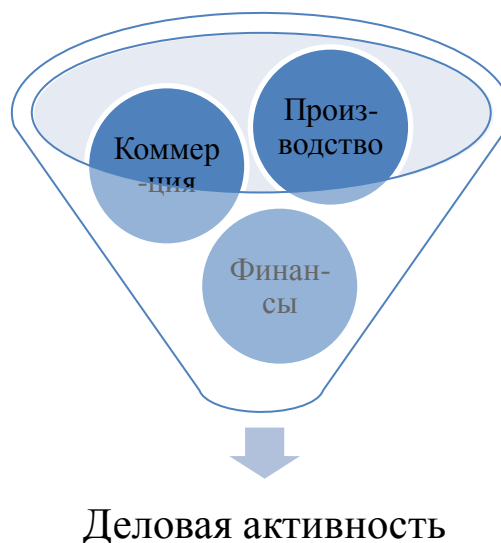 Произ-
водство
Коммер
-ция
Финан-
сы
Деловая активность